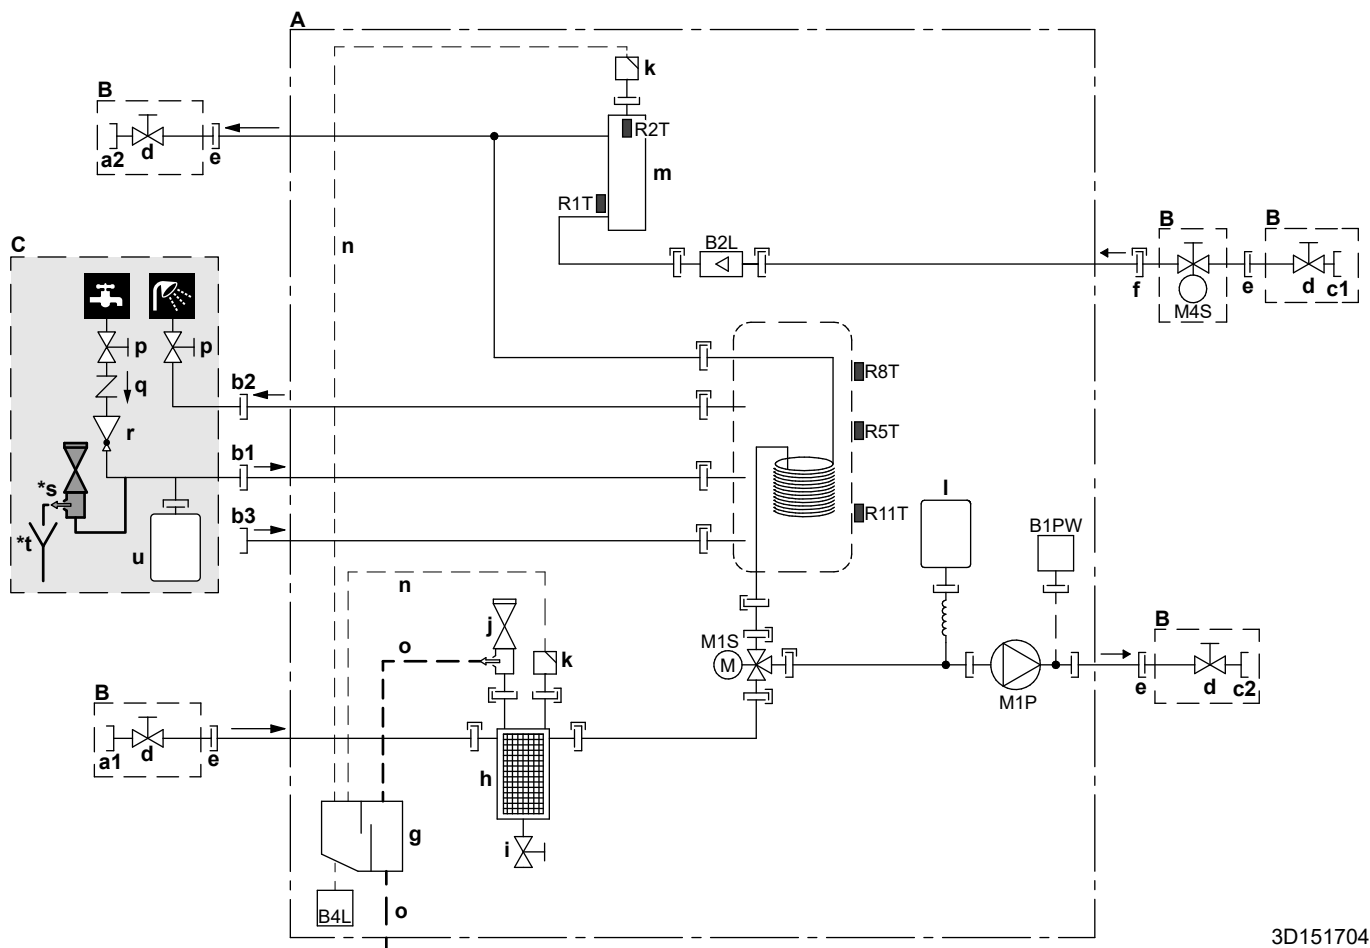 A
k
B
R2T
a2
d
e
m
R1T
C
n
B2L
B
B
f
M4S
e
d
c1
p
p
R8T
q
b2
r
R5T
b1
*s
l
R11T
b3
B1PW
*t
u
n
j
M1S
B
o
k
M
B
M1P
e
d
c2
a1
d
e
h
g
i
B4L
o
3D151704